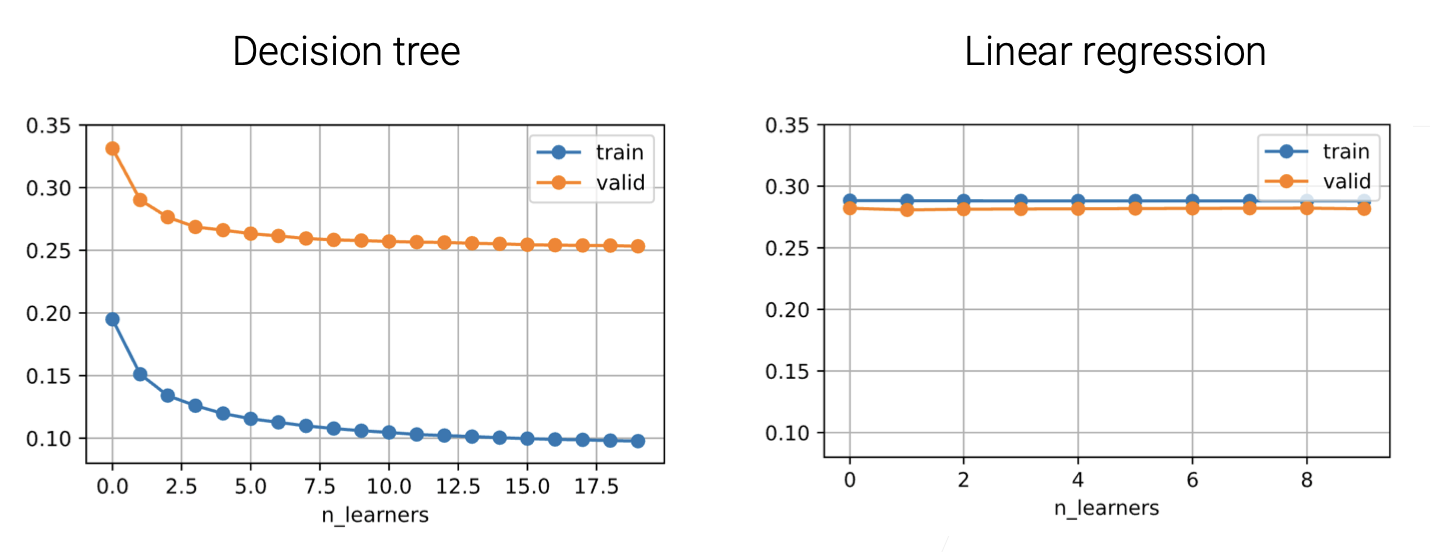 Decision tree
0.35
0.30
0.25
0.20
0.15
0.10
train
valid
0.0 2.5 5.0 7.5 10.0 12.5 15.0 17.5
n_learners
Linear regression
0.35
0.30
0.25
0.20
0.15
0.10
train
valid
0 2 4 6 8
n_learners